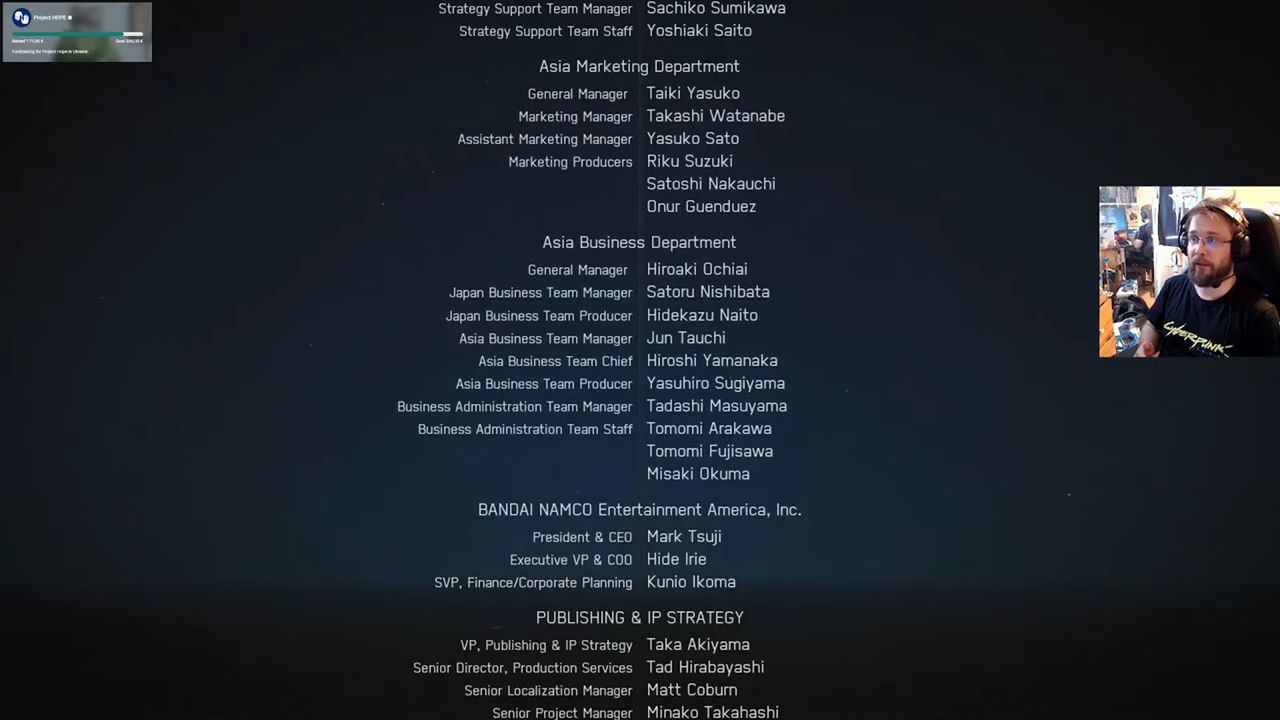 Project HOPE
Fundraising for Project Hope in Ukraine.
Strategy Support Team Manager Sachiko Sumikawa
Strategy Support Team Staff Yoshiaki Saito
Asia Marketing Department
General Manager Taiki Yasuko
Marketing Manager Takashi Watanabe
Assistant Marketing Manager Yasuko Sato
Marketing Producers Riku Suzuki
Satoshi Nakauchi
Onur Guenduez
Asia Business Department
General Manager Hiroaki Ochiai
Japan Business Team Manager Satoru Nishibata
Japan Business Team Producer Hidekazu Naito
Asia Business Team Manager Jun Tauchi
Asia Business Team Chief Hiroshi Yamanaka
Asia Business Team Producer Yasuhiro Sugiyama
Business Administration Team Manager Tadashi Masuyama
Business Administration Team Staff Tomomi Arakawa
Tomomi Fujisawa
Misaki Okuma
BANDAI NAMCO Entertainment America, Inc.
President & CEO Mark Tsuji
Executive VP & COO Hide Irie
SVP, Finance/Corporate Planning Kunio Ikoma
PUBLISHING & IP STRATEGY
VP, Publishing & IP Strategy Taka Akiyama
Senior Director, Production Services Tad Hirabayashi
Senior Localization Manager Matt Coburn
Senior Project Manager Minako Takahashi
CYBERPUNK